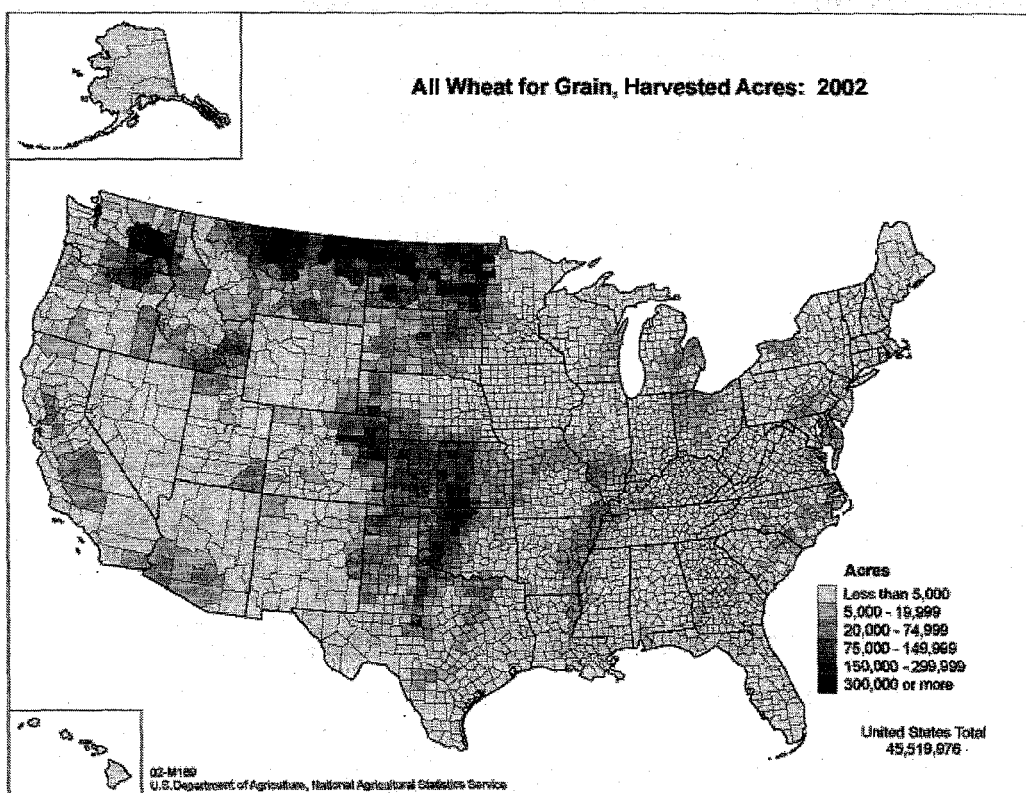 All Wheat for Grain, Harvested Acres: 2002
Acres
Less than 5,000
5,000 - 19,999
20,000 - 74,999
75,000 - 149,999
150,000 - 299,999
300,000 or more
United States Total
45,519,976
02-M169
U.S. Department of Agriculture, National Agricultural Statistics Service